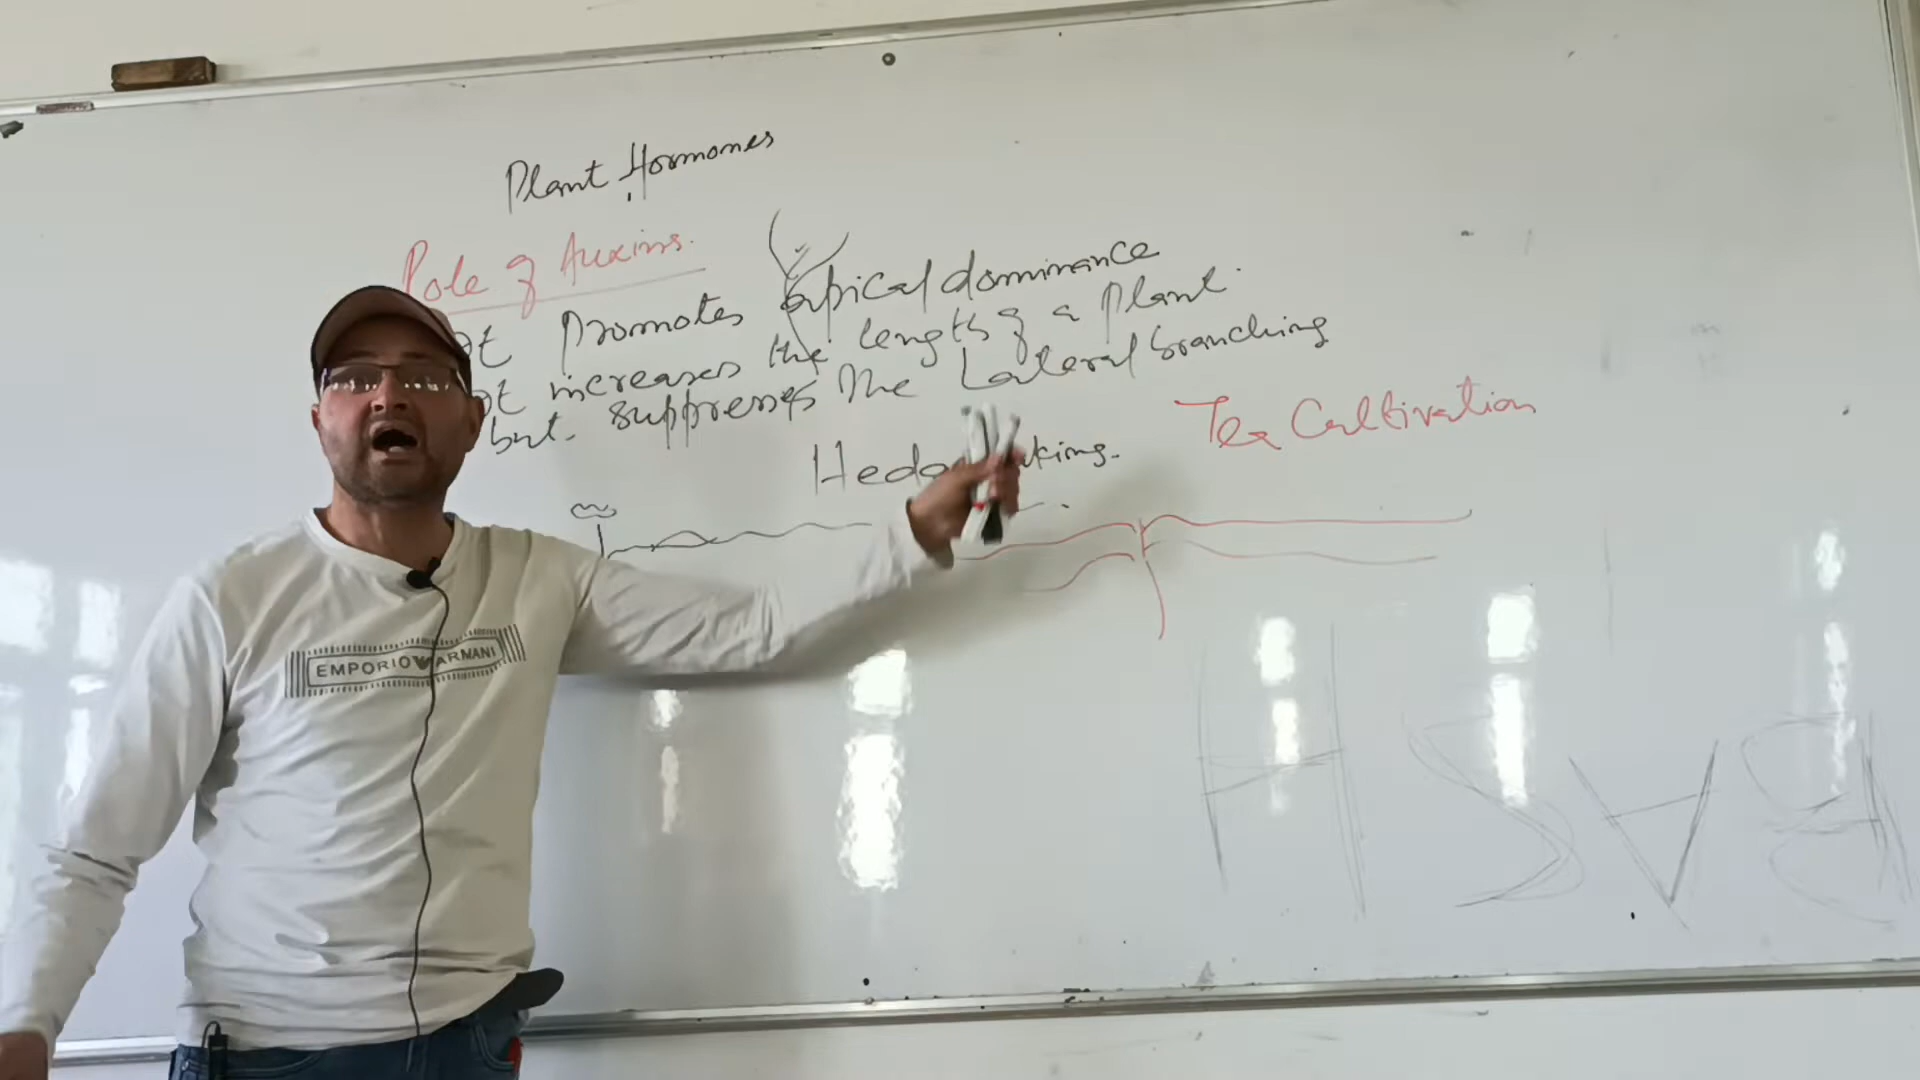 Plant Hormones
Role of Auxins.
It promotes apical dominance
It increases the length of a plant.
but suppresses the Lateral branching
Tea Cultivation
EMPORIO ARMANI
BASH